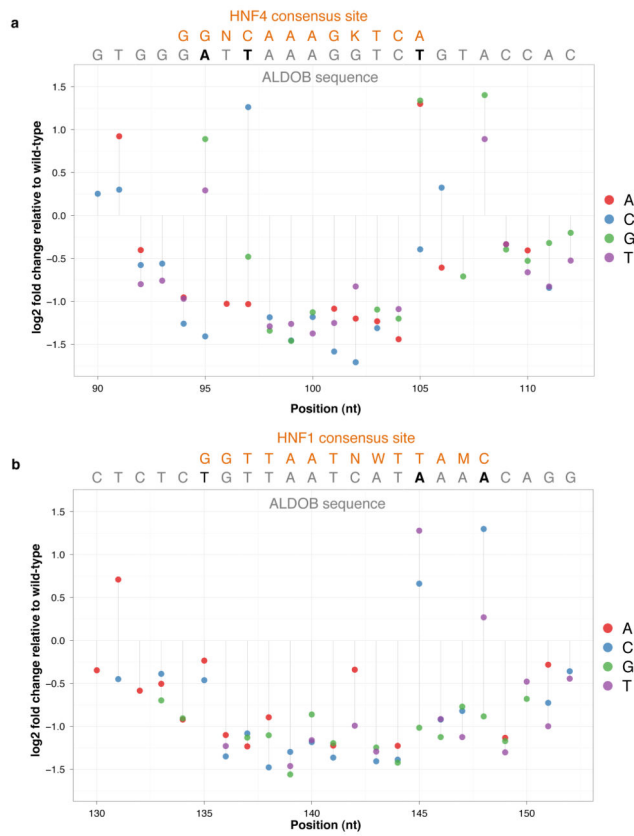 a
HNF4 consensus site
G G N C A A A G K T C A
G T G G G A T T A A A G G T C T G T A C C A C
ALDOB sequence
log2 fold change relative to wild-type
1.5
1.0
0.5
0.0
−0.5
−1.0
−1.5
90 95 100 105 110
Position (nt)
A
C
G
T
b
HNF1 consensus site
G G T T A A T N W T T A M C
C T C T C T G T T A A T C A T A A A A C A G G
ALDOB sequence
log2 fold change relative to wild-type
1.5
1.0
0.5
0.0
−0.5
−1.0
−1.5
130 135 140 145 150
Position (nt)
A
C
G
T